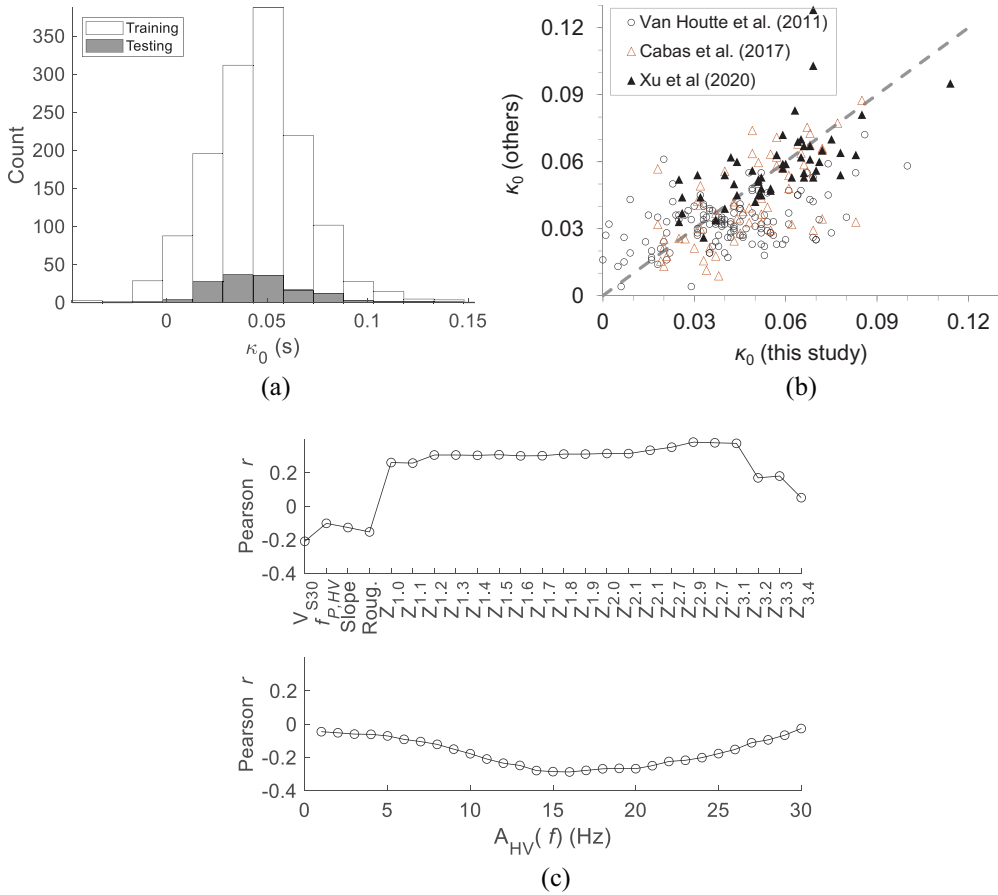 Training
Testing
350
300
250
200
150
100
50
0
Count
0
0.05
0.1
0.15
κ0 (s)
(a)
Van Houtte et al. (2011)
Cabas et al. (2017)
Xu et al (2020)
0.12
0.09
0.06
0.03
0
κ0 (others)
0
0.03
0.06
0.09
0.12
κ0 (this study)
(b)
0.2
0
-0.2
-0.4
Pearson r
VS30
fP,HV
Slope
Roug.
Z1.0
Z1.1
Z1.2
Z1.3
Z1.4
Z1.5
Z1.6
Z1.7
Z1.8
Z1.9
Z2.0
Z2.1
Z2.1
Z2.7
Z2.7
Z2.9
Z3.1
Z3.2
Z3.3
Z3.4
0.2
0
-0.2
-0.4
Pearson r
0
5
10
15
20
25
30
AHV( f) (Hz)
(c)